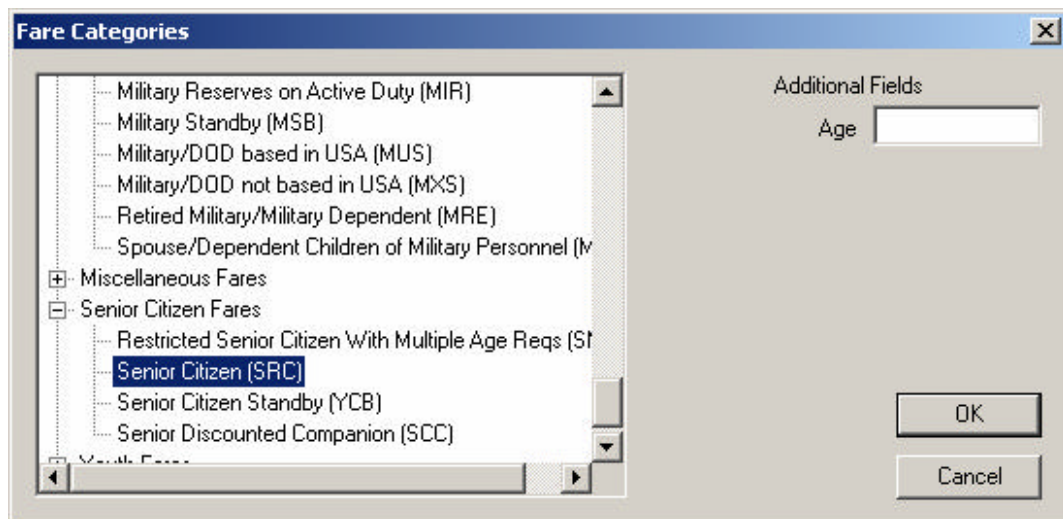 Fare Categories
Military Reserves on Active Duty (MIR)
Military Standby (MSB)
Military/DOD based in USA (MUS)
Military/DOD not based in USA (MXS)
Retired Military/Military Dependent (MRE)
Spouse/Dependent Children of Military Personnel (M
Miscellaneous Fares
Senior Citizen Fares
Restricted Senior Citizen With Multiple Age Reqs (
Senior Citizen (SRC)
Senior Citizen Standby (YCB)
Senior Discounted Companion (SCC)
Youth Fares
Additional Fields
Age
OK
Cancel